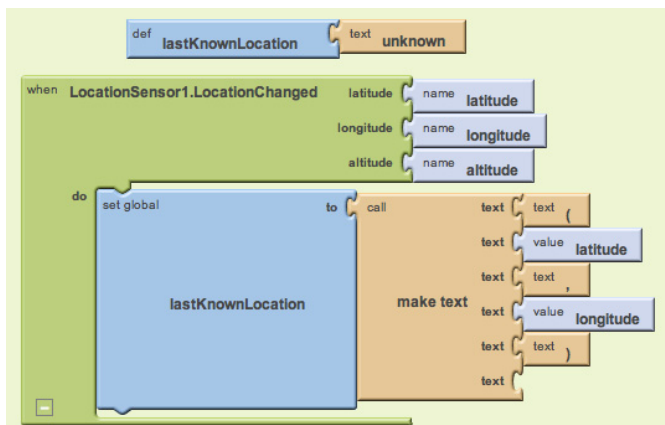 def lastKnownLocation text unknown
when LocationSensor1.LocationChanged latitude name latitude
longitude name longitude
altitude name altitude
do set global lastKnownLocation to call make text text text (
text value latitude
text text ,
text value longitude
text text )
text